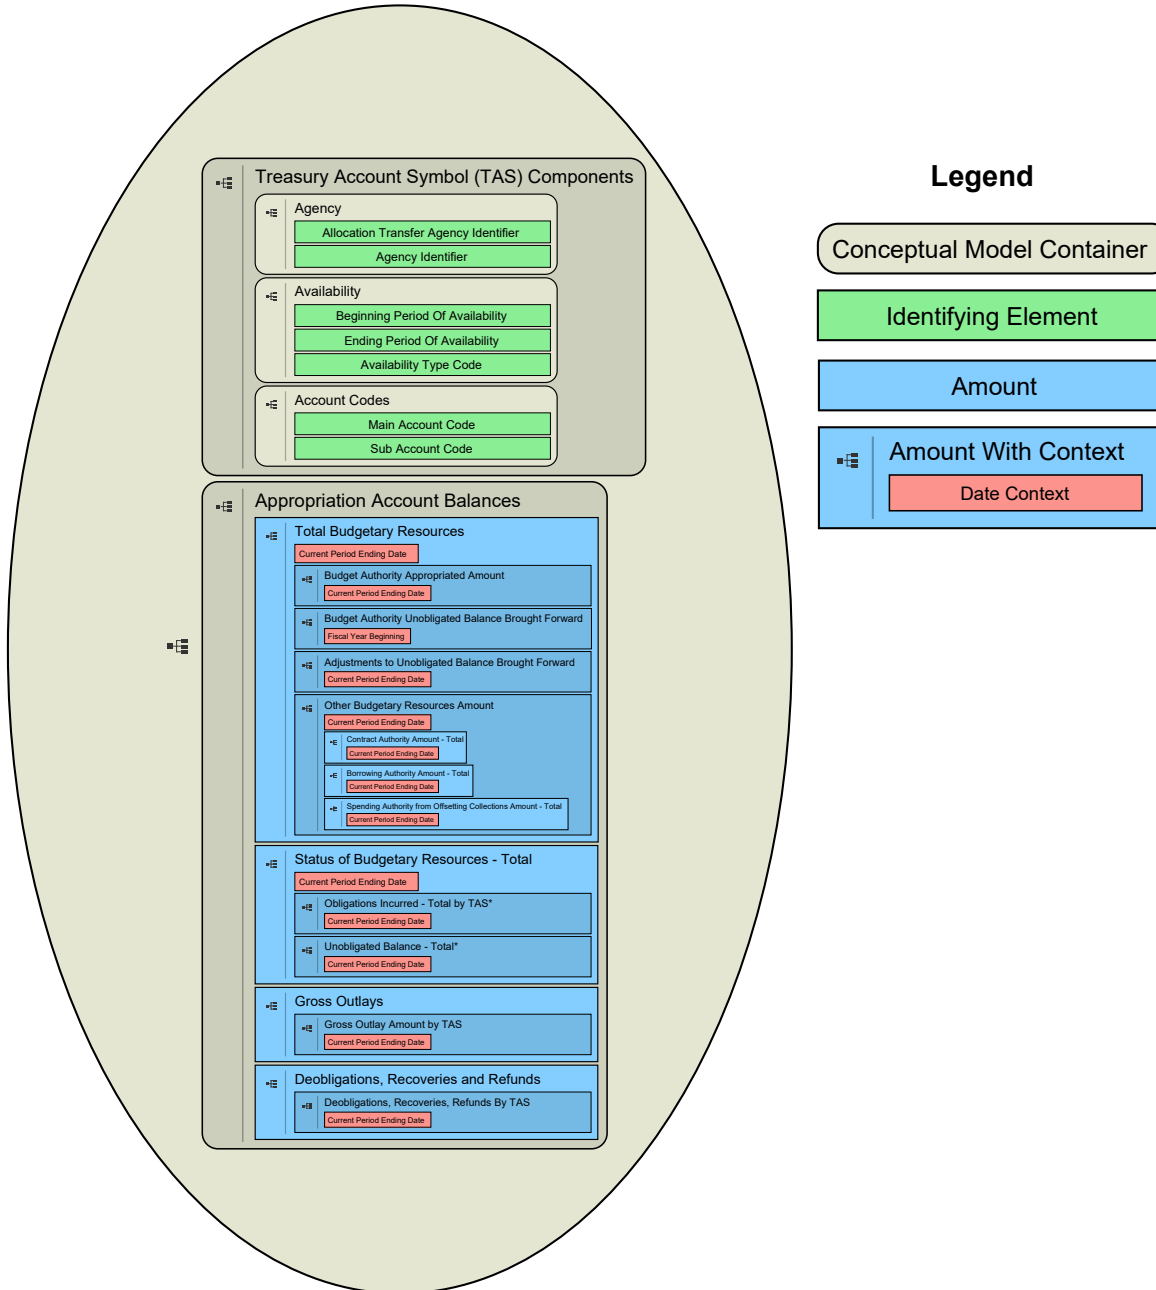 Treasury Account Symbol (TAS) Components
Agency
Allocation Transfer Agency Identifier
Agency Identifier
Availability
Beginning Period Of Availability
Ending Period Of Availability
Availability Type Code
Account Codes
Main Account Code
Sub Account Code
Appropriation Account Balances
Total Budgetary Resources
Current Period Ending Date
Budget Authority Appropriated Amount
Current Period Ending Date
Budget Authority Unobligated Balance Brought Forward
Fiscal Year Beginning
Adjustments to Unobligated Balance Brought Forward
Current Period Ending Date
Other Budgetary Resources Amount
Current Period Ending Date
Contract Authority Amount - Total
Current Period Ending Date
Borrowing Authority Amount - Total
Current Period Ending Date
Spending Authority from Offsetting Collections Amount - Total
Current Period Ending Date
Status of Budgetary Resources - Total
Current Period Ending Date
Obligations Incurred - Total by TAS*
Current Period Ending Date
Unobligated Balance - Total*
Current Period Ending Date
Gross Outlays
Gross Outlay Amount by TAS
Current Period Ending Date
Deobligations, Recoveries and Refunds
Deobligations, Recoveries, Refunds By TAS
Current Period Ending Date
Legend
Conceptual Model Container
Identifying Element
Amount
Amount With Context
Date Context